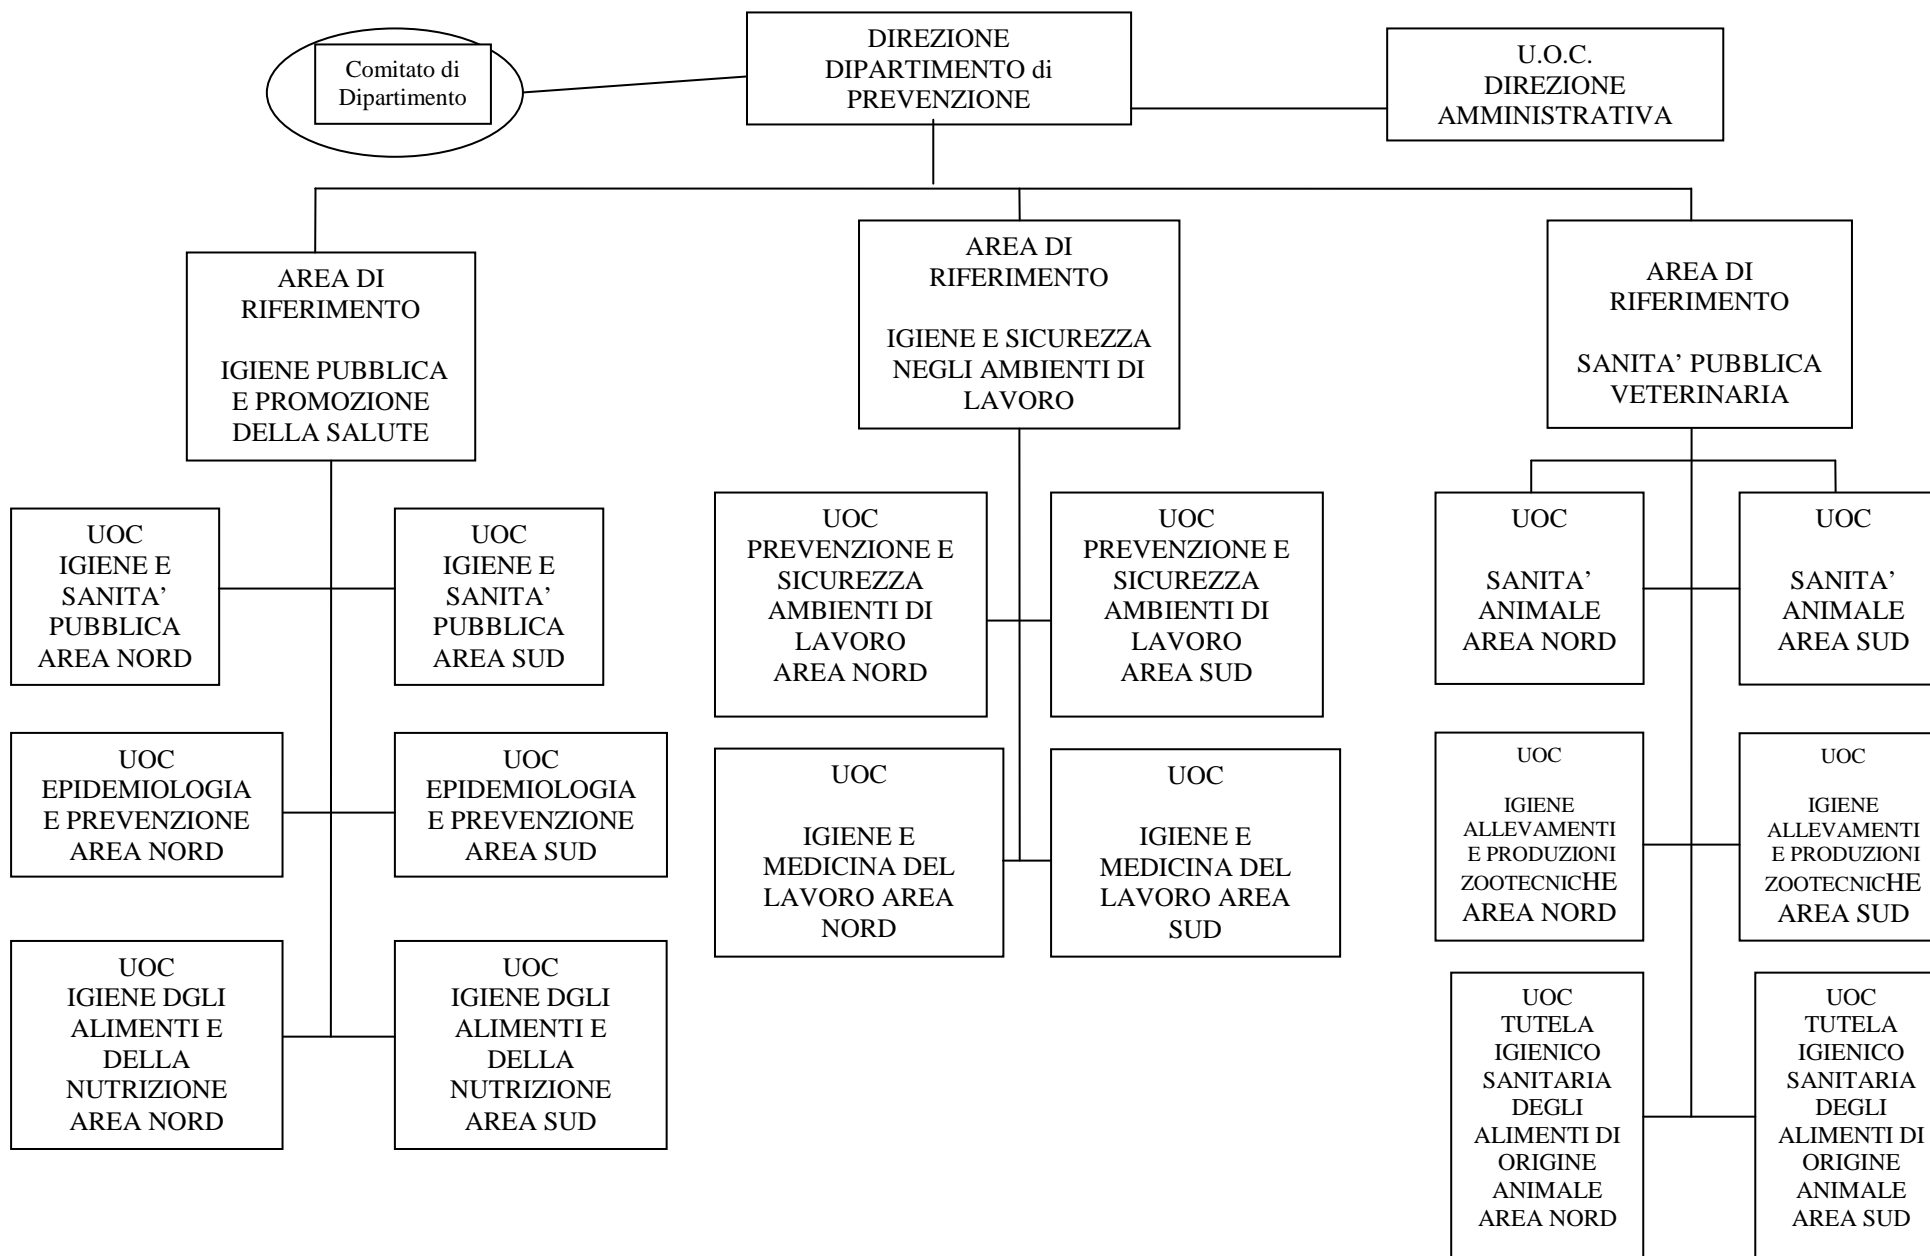 Comitato di
Dipartimento
DIREZIONE
DIPARTIMENTO di
PREVENZIONE
U.O.C.
DIREZIONE
AMMINISTRATIVA
AREA DI
RIFERIMENTO
IGIENE PUBBLICA
E PROMOZIONE
DELLA SALUTE
AREA DI
RIFERIMENTO
IGIENE E SICUREZZA
NEGLI AMBIENTI DI
LAVORO
AREA DI
RIFERIMENTO
SANITA’ PUBBLICA
VETERINARIA
UOC
IGIENE E
SANITA’
PUBBLICA
AREA NORD
UOC
IGIENE E
SANITA’
PUBBLICA
AREA SUD
UOC
PREVENZIONE E
SICUREZZA
AMBIENTI DI
LAVORO
AREA NORD
UOC
PREVENZIONE E
SICUREZZA
AMBIENTI DI
LAVORO
AREA SUD
UOC
SANITA’
ANIMALE
AREA NORD
UOC
SANITA’
ANIMALE
AREA SUD
UOC
EPIDEMIOLOGIA
E PREVENZIONE
AREA NORD
UOC
EPIDEMIOLOGIA
E PREVENZIONE
AREA SUD
UOC
IGIENE E
MEDICINA DEL
LAVORO AREA
NORD
UOC
IGIENE E
MEDICINA DEL
LAVORO AREA
SUD
UOC
IGIENE
ALLEVAMENTI
E PRODUZIONI
ZOOTECNICHE
AREA NORD
UOC
IGIENE
ALLEVAMENTI
E PRODUZIONI
ZOOTECNICHE
AREA SUD
UOC
IGIENE DGLI
ALIMENTI E
DELLA
NUTRIZIONE
AREA NORD
UOC
IGIENE DGLI
ALIMENTI E
DELLA
NUTRIZIONE
AREA SUD
UOC
TUTELA
IGIENICO
SANITARIA
DEGLI
ALIMENTI DI
ORIGINE
ANIMALE
AREA NORD
UOC
TUTELA
IGIENICO
SANITARIA
DEGLI
ALIMENTI DI
ORIGINE
ANIMALE
AREA SUD